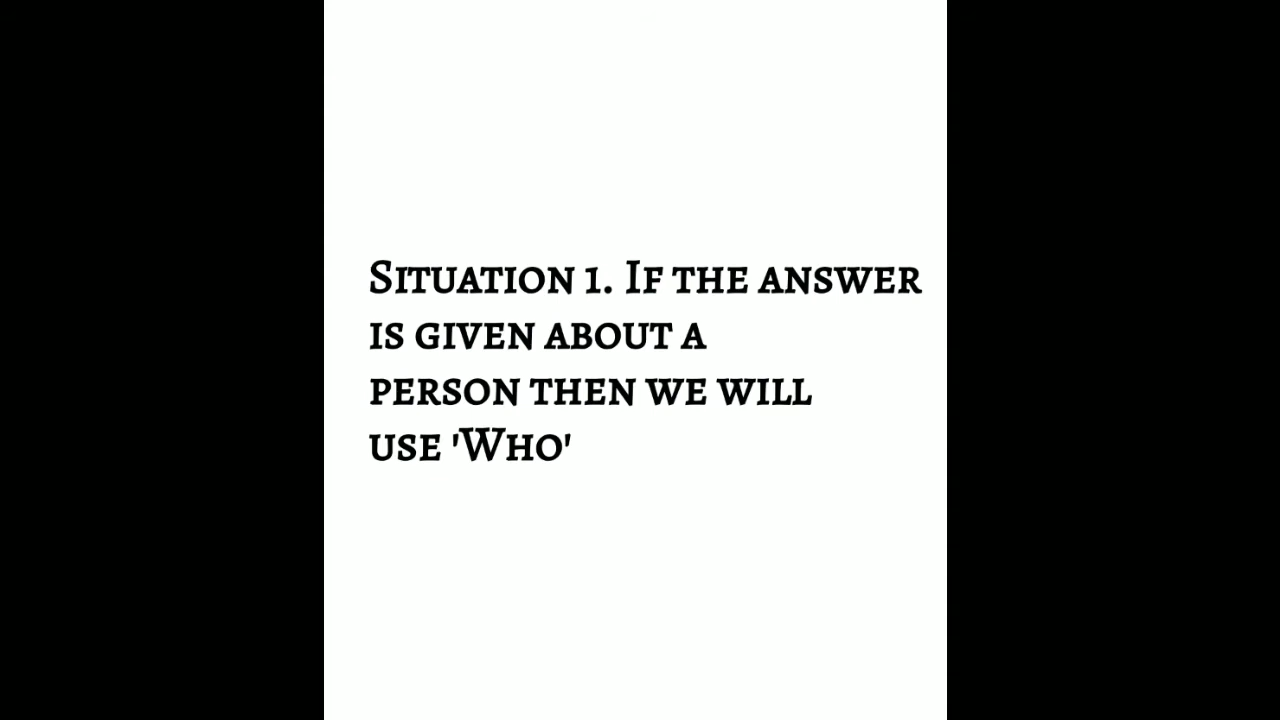 Situation 1. If the answer
is given about a
person then we will
use 'Who'